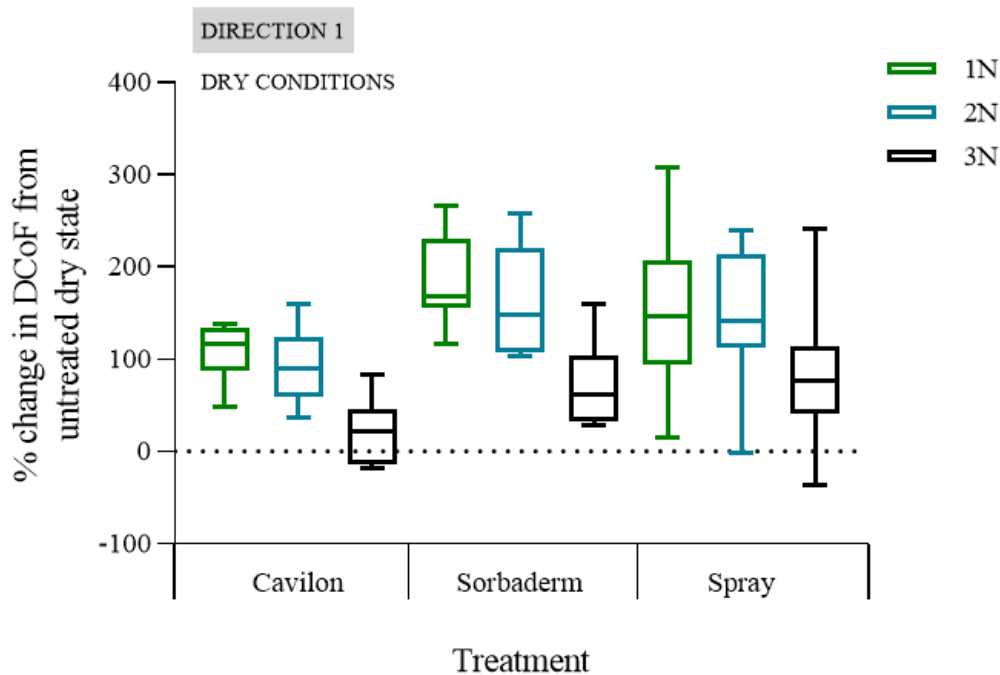 DIRECTION 1
DRY CONDITIONS
1N
2N
3N
% change in DCoF from
untreated dry state
400
300
200
100
0
-100
Cavilon
Sorbaderm
Spray
Treatment